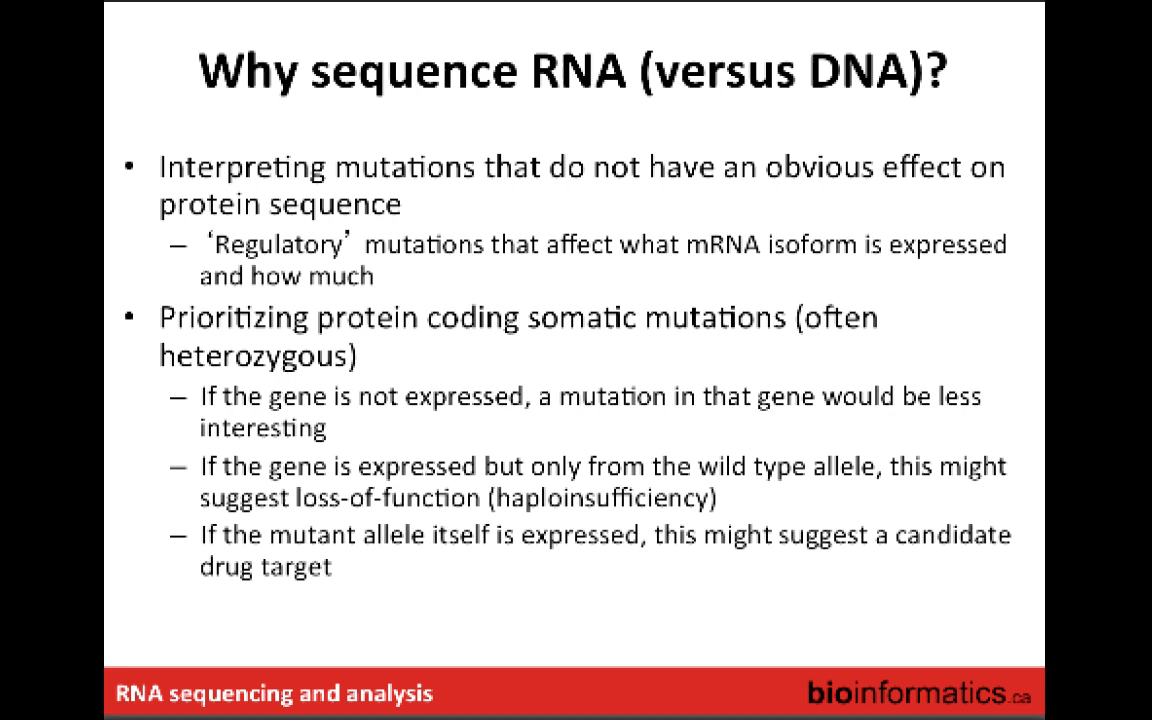 Why sequence RNA (versus DNA)?
• Interpreting mutations that do not have an obvious effect on
protein sequence
– ‘Regulatory’ mutations that affect what mRNA isoform is expressed
and how much
• Prioritizing protein coding somatic mutations (often
heterozygous)
– If the gene is not expressed, a mutation in that gene would be less
interesting
– If the gene is expressed but only from the wild type allele, this might
suggest loss-of-function (haploinsufficiency)
– If the mutant allele itself is expressed, this might suggest a candidate
drug target
RNA sequencing and analysis
bioinformatics.ca